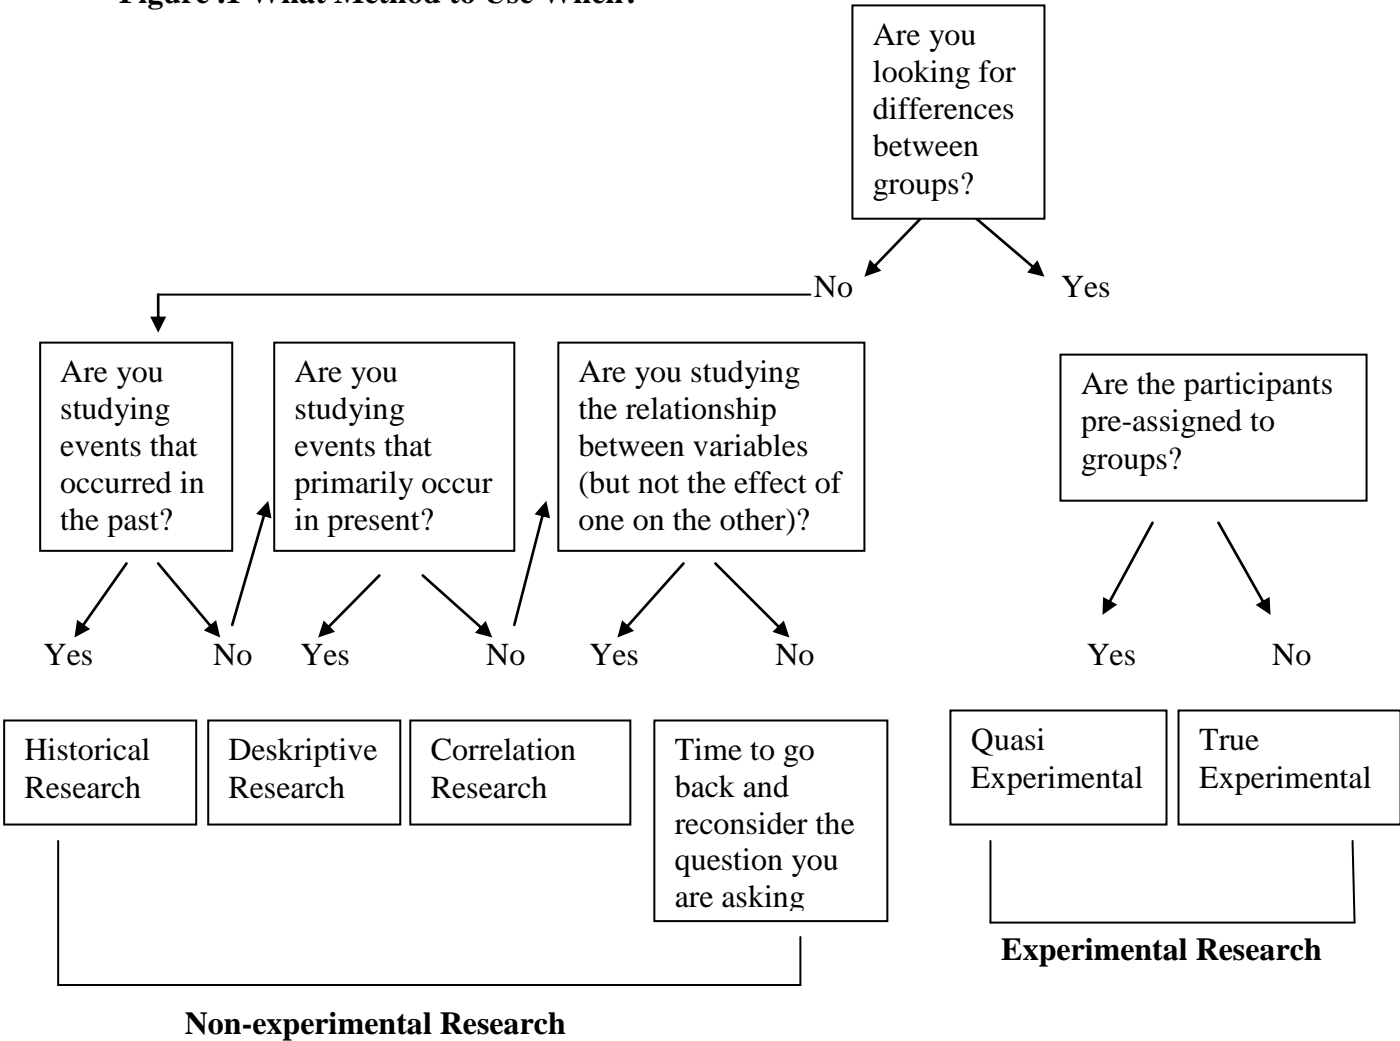 Figure .1 What Method to Use When?
Are you
looking for
differences
between
groups?
No
Yes
Are you
studying
events that
occurred in
the past?
Are you
studying
events that
primarily occur
in present?
Are you studying
the relationship
between variables
(but not the effect of
one on the other)?
Are the participants
pre-assigned to
groups?
Yes
No
Yes
No
Yes
No
Yes
No
Historical
Research
Deskriptive
Research
Correlation
Research
Time to go
back and
reconsider the
question you
are asking
Quasi
Experimental
True
Experimental
Experimental Research
Non-experimental Research